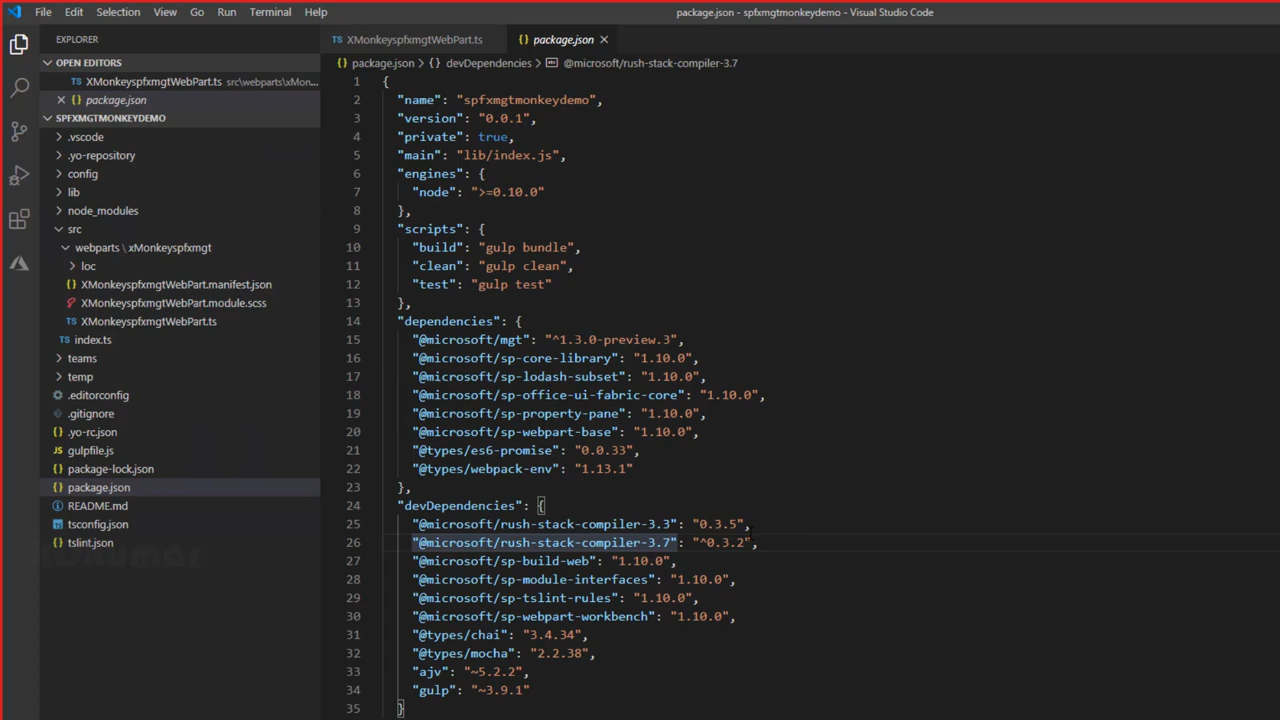 File Edit Selection View Go Run Terminal Help
package.json - spfxmgtmonkeydemo - Visual Studio Code
EXPLORER
OPEN EDITORS
TS XMonkeyspfxmgtWebPart.ts src\webparts\xMon...
{} package.json
SPFXMGTMONKEYDEMO
.vscode
.yo-repository
config
lib
node_modules
src
webparts \ xMonkeyspfxmgt
loc
{} XMonkeyspfxmgtWebPart.manifest.json
XMonkeyspfxmgtWebPart.module.scss
TS XMonkeyspfxmgtWebPart.ts
TS index.ts
teams
temp
.editorconfig
.gitignore
{} .yo-rc.json
gulpfile.js
{} package-lock.json
{} package.json
README.md
tsconfig.json
{} tslint.json
TS XMonkeyspfxmgtWebPart.ts
{} package.json
{} package.json > {} devDependencies > @microsoft/rush-stack-compiler-3.7
1 {
2 "name": "spfxmgtmonkeydemo",
3 "version": "0.0.1",
4 "private": true,
5 "main": "lib/index.js",
6 "engines": {
7 "node": ">=0.10.0"
8 },
9 "scripts": {
10 "build": "gulp bundle",
11 "clean": "gulp clean",
12 "test": "gulp test"
13 },
14 "dependencies": {
15 "@microsoft/mgt": "^1.3.0-preview.3",
16 "@microsoft/sp-core-library": "1.10.0",
17 "@microsoft/sp-lodash-subset": "1.10.0",
18 "@microsoft/sp-office-ui-fabric-core": "1.10.0",
19 "@microsoft/sp-property-pane": "1.10.0",
20 "@microsoft/sp-webpart-base": "1.10.0",
21 "@types/es6-promise": "0.0.33",
22 "@types/webpack-env": "1.13.1"
23 },
24 "devDependencies": {
25 "@microsoft/rush-stack-compiler-3.3": "0.3.5",
26 "@microsoft/rush-stack-compiler-3.7": "^0.3.2",
27 "@microsoft/sp-build-web": "1.10.0",
28 "@microsoft/sp-module-interfaces": "1.10.0",
29 "@microsoft/sp-tslint-rules": "1.10.0",
30 "@microsoft/sp-webpart-workbench": "1.10.0",
31 "@types/chai": "3.4.34",
32 "@types/mocha": "2.2.38",
33 "ajv": "~5.2.2",
34 "gulp": "~3.9.1"
35 }